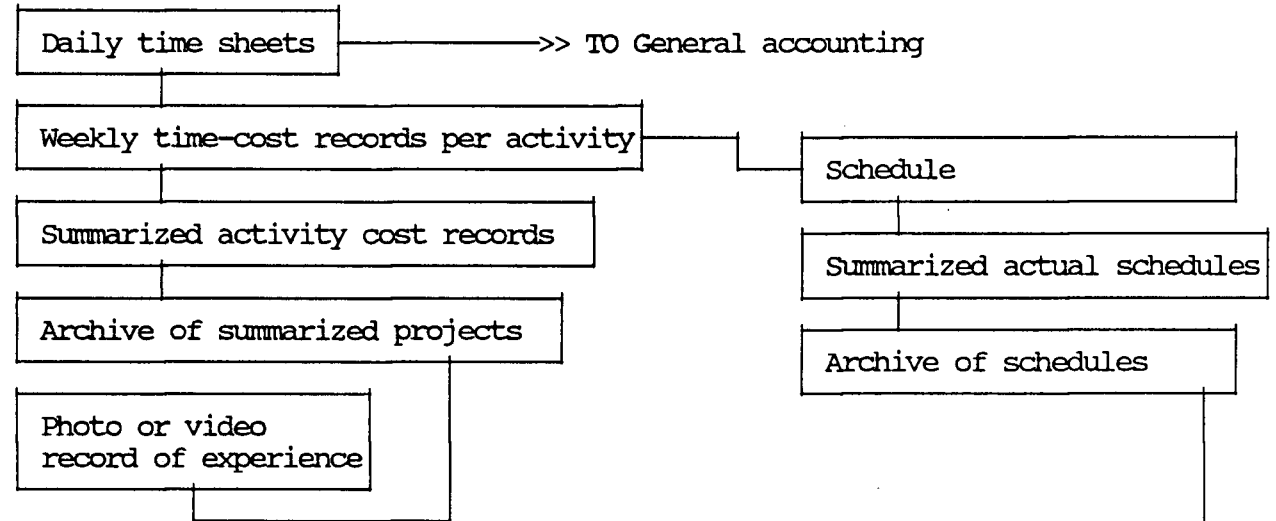 Daily time sheets
>> TO General accounting
Weekly time-cost records per activity
Schedule
Summarized activity cost records
Summarized actual schedules
Archive of summarized projects
Archive of schedules
Photo or video
record of experience